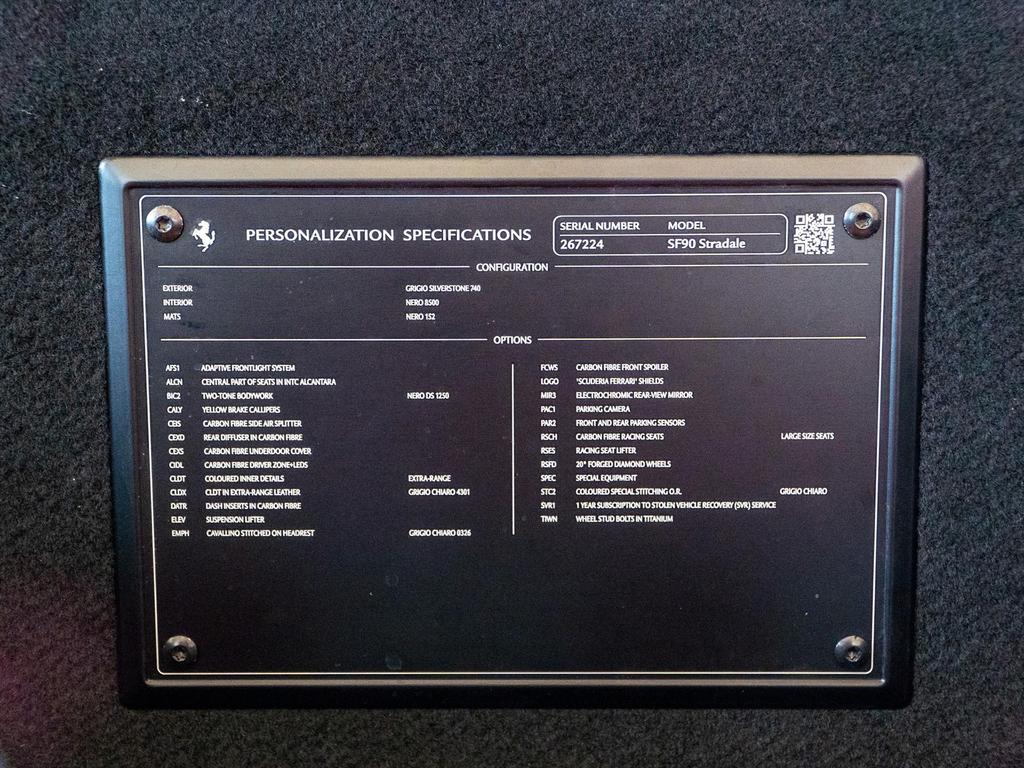 PERSONALIZATION SPECIFICATIONS
SERIAL NUMBER MODEL
267224 SF90 Stradale
CONFIGURATION
EXTERIOR GRIGIO SILVERSTONE 740
INTERIOR NERO 8500
MATS NERO 152
OPTIONS
AFS1 ADAPTIVE FRONTLIGHT SYSTEM
ALCN CENTRAL PART OF SEATS IN INTC ALCANTARA
BIC2 TWO-TONE BODYWORK NERO DS 1250
CALY YELLOW BRAKE CALLIPERS
CEIS CARBON FIBRE SIDE AIR SPLITTER
CEXD REAR DIFFUSER IN CARBON FIBRE
CEXS CARBON FIBRE UNDERDOOR COVER
CIDL CARBON FIBRE DRIVER ZONE+LEDS
CLDT COLOURED INNER DETAILS EXTRA-RANGE
CLDX CLDT IN EXTRA-RANGE LEATHER GRIGIO CHIARO 4301
DATR DASH INSERTS IN CARBON FIBRE
ELEV SUSPENSION LIFTER
EMPH CAVALLINO STITCHED ON HEADREST GRIGIO CHIARO 0326
FCWS CARBON FIBRE FRONT SPOILER
LOGO "SCUDERIA FERRARI" SHIELDS
MIR3 ELECTROCHROMIC REAR-VIEW MIRROR
PAC1 PARKING CAMERA
PAR2 FRONT AND REAR PARKING SENSORS
RSCH CARBON FIBRE RACING SEATS LARGE SIZE SEATS
RSES RACING SEAT LIFTER
RSFD 20" FORGED DIAMOND WHEELS
SPEC SPECIAL EQUIPMENT
STC2 COLOURED SPECIAL STITCHING O.R. GRIGIO CHIARO
SVR1 1 YEAR SUBSCRIPTION TO STOLEN VEHICLE RECOVERY (SVR) SERVICE
TIWN WHEEL STUD BOLTS IN TITANIUM